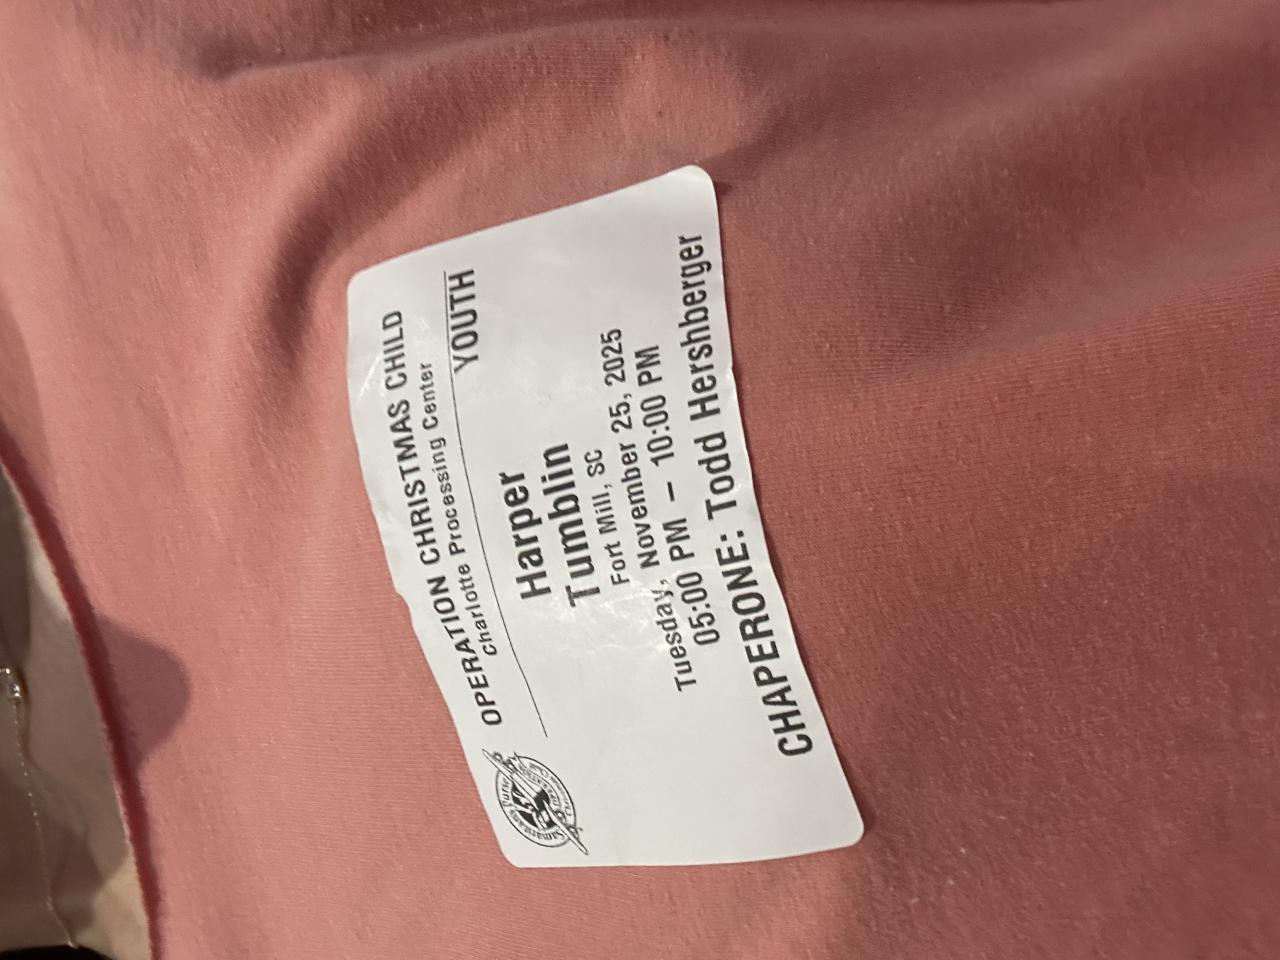 OPERATION CHRISTMAS CHILD
Charlotte Processing Center
YOUTH
Harper
Tumblin
Fort Mill, SC
Tuesday, November 25, 2025
05:00 PM – 10:00 PM
CHAPERONE: Todd Hershberger